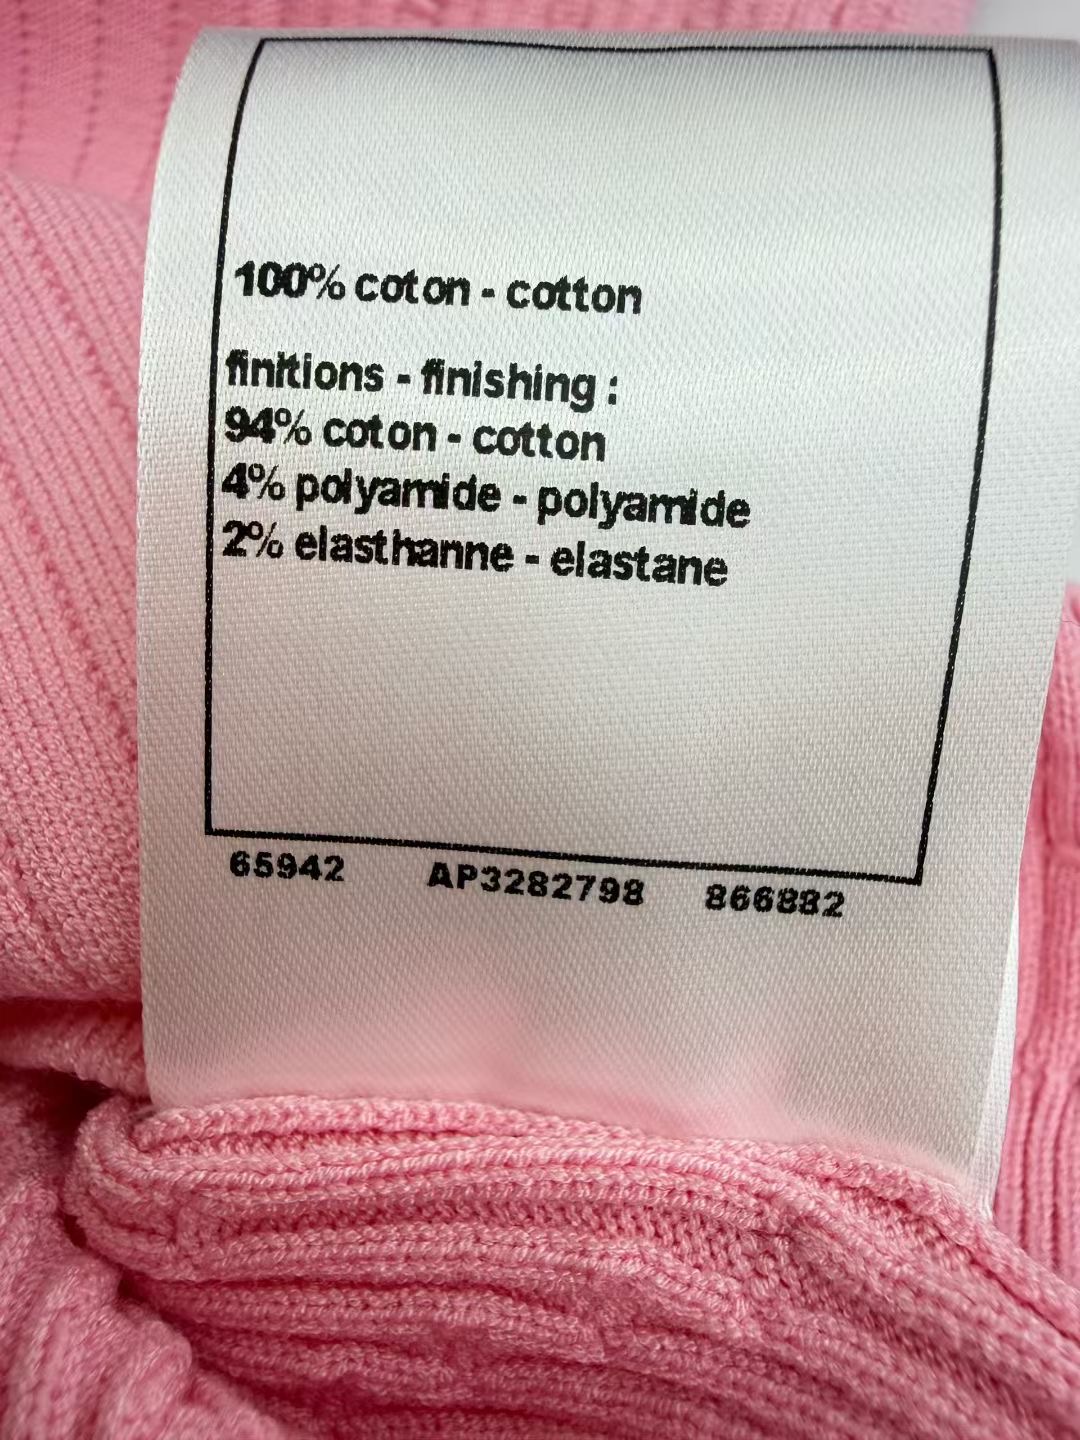 100% coton - cotton
finitions - finishing :
94% coton - cotton
4% polyamide - polyamide
2% elasthanne - elastane
65942 AP3282798 866882